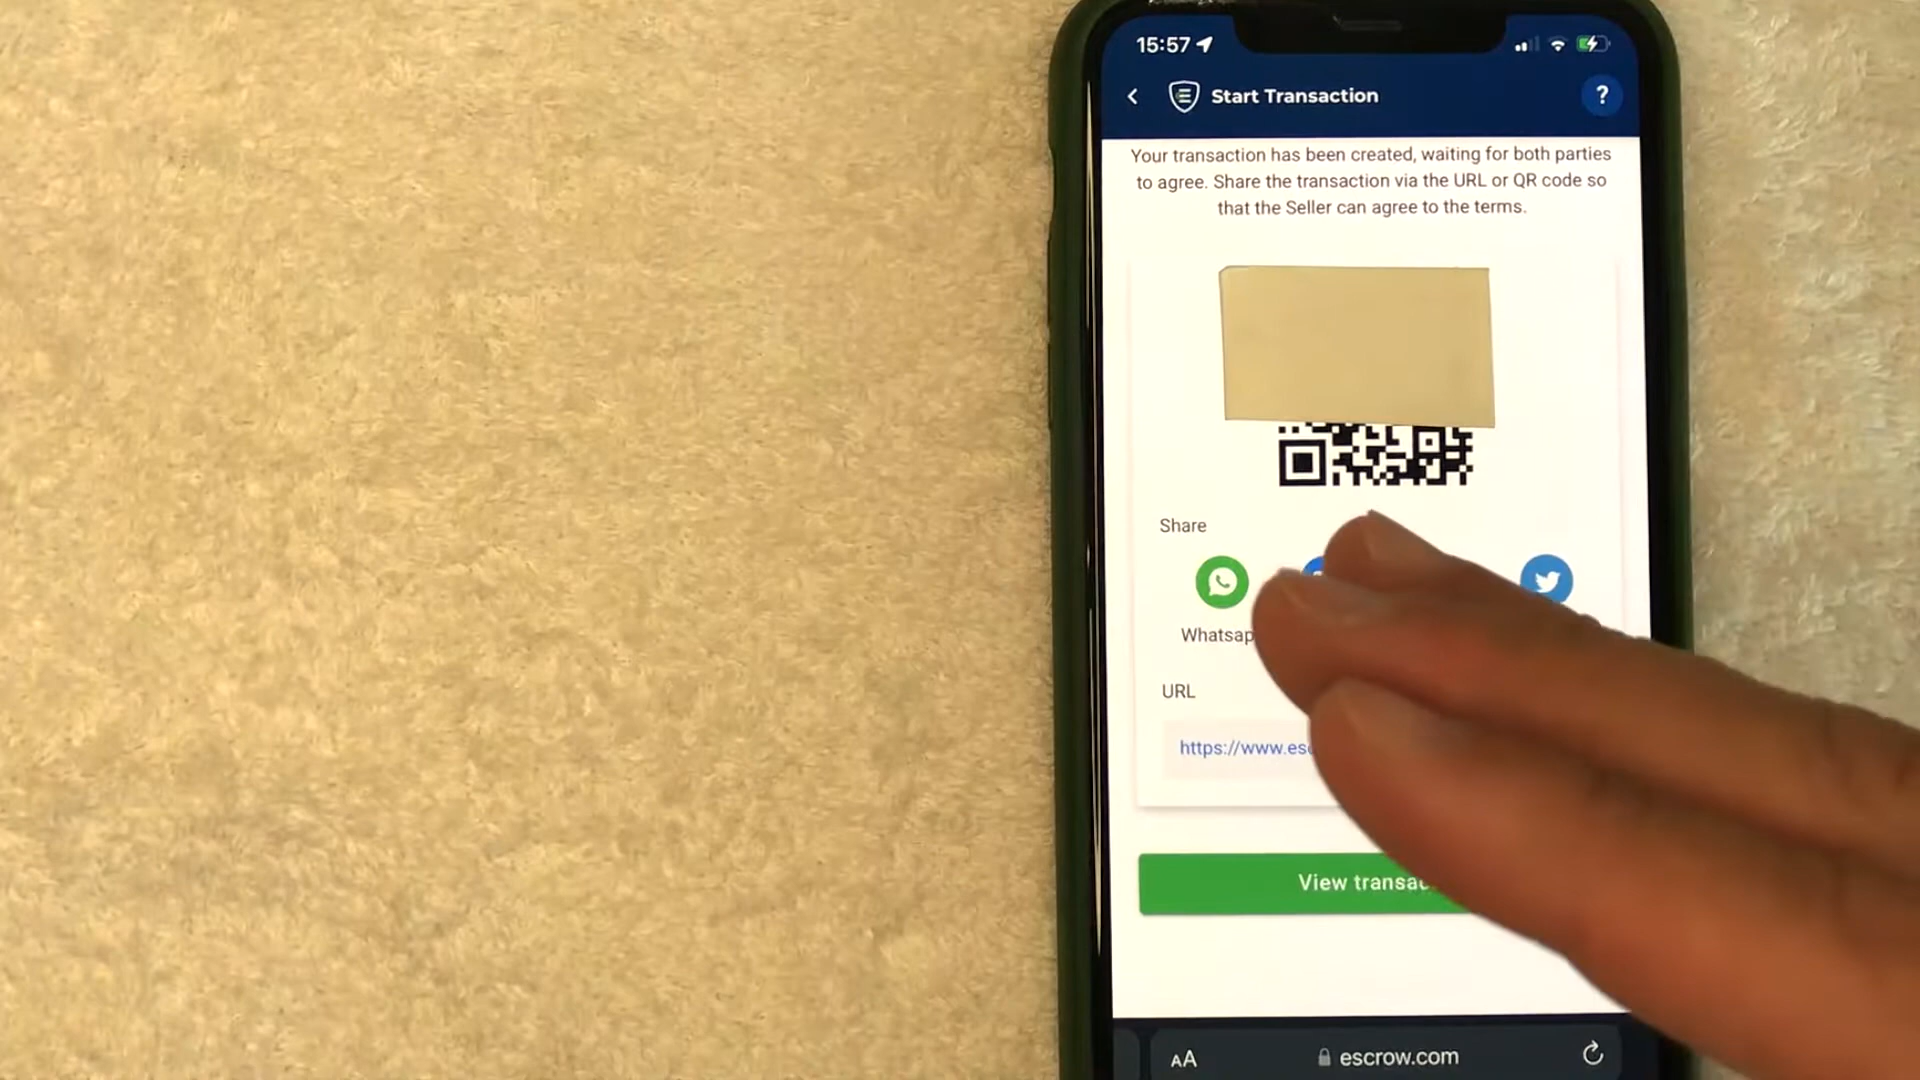 15:57
Start Transaction
?
Your transaction has been created, waiting for both parties
to agree. Share the transaction via the URL or QR code so
that the Seller can agree to the terms.
Share
Whatsap
URL
https://www.esc
View transac
AA
escrow.com